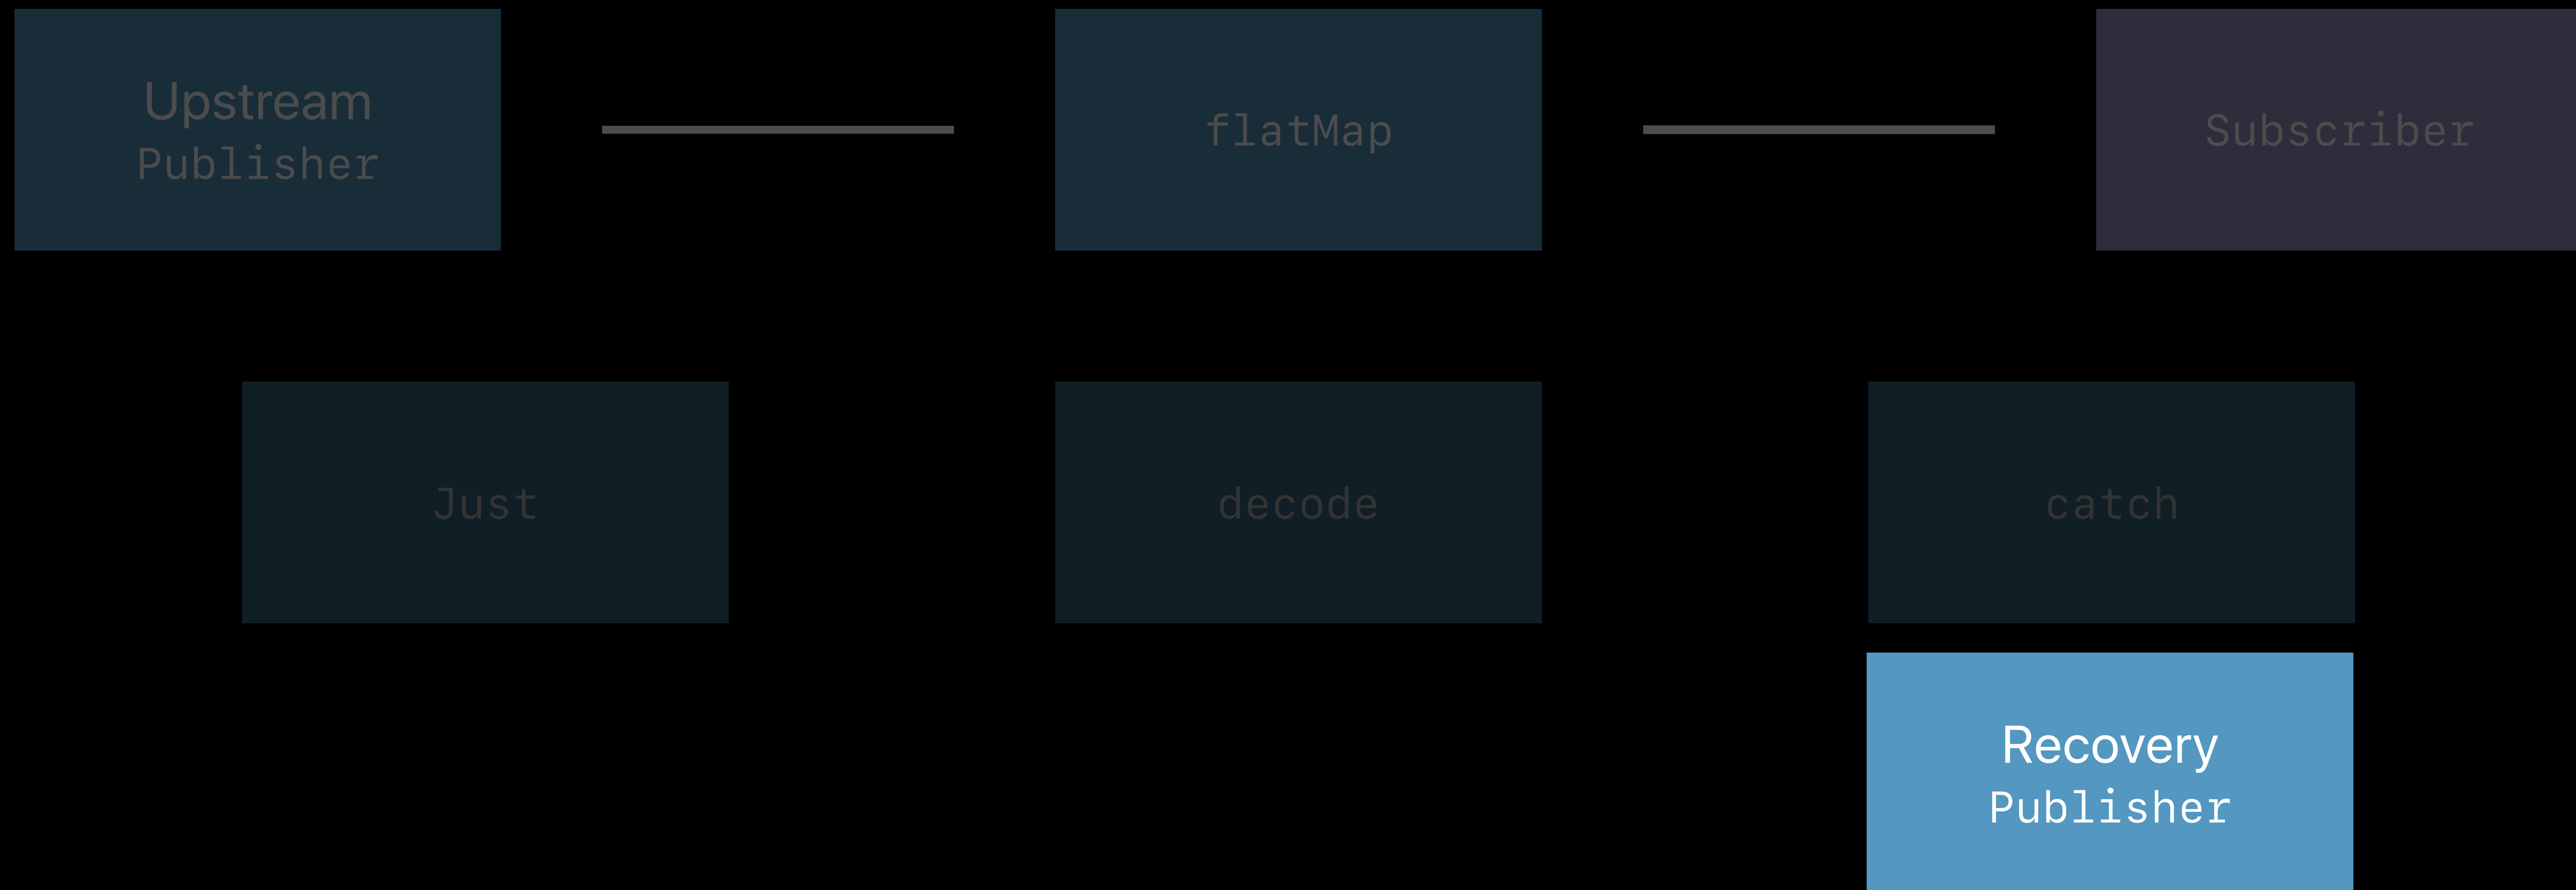 Upstream
Publisher
flatMap
Subscriber
Just
decode
catch
Recovery
Publisher